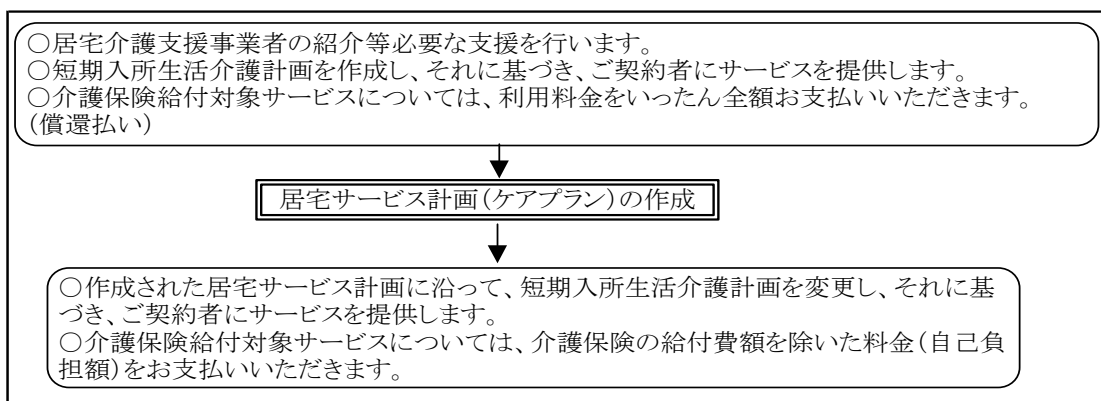 ○居宅介護支援事業者の紹介等必要な支援を行います。
○短期入所生活介護計画を作成し、それに基づき、ご契約者にサービスを提供します。
○介護保険給付対象サービスについては、利用料金をいったん全額お支払いいただきます。
(償還払い)
居宅サービス計画(ケアプラン)の作成
○作成された居宅サービス計画に沿って、短期入所生活介護計画を変更し、それに基
づき、ご契約者にサービスを提供します。
○介護保険給付対象サービスについては、介護保険の給付費額を除いた料金(自己負
担額)をお支払いいただきます。